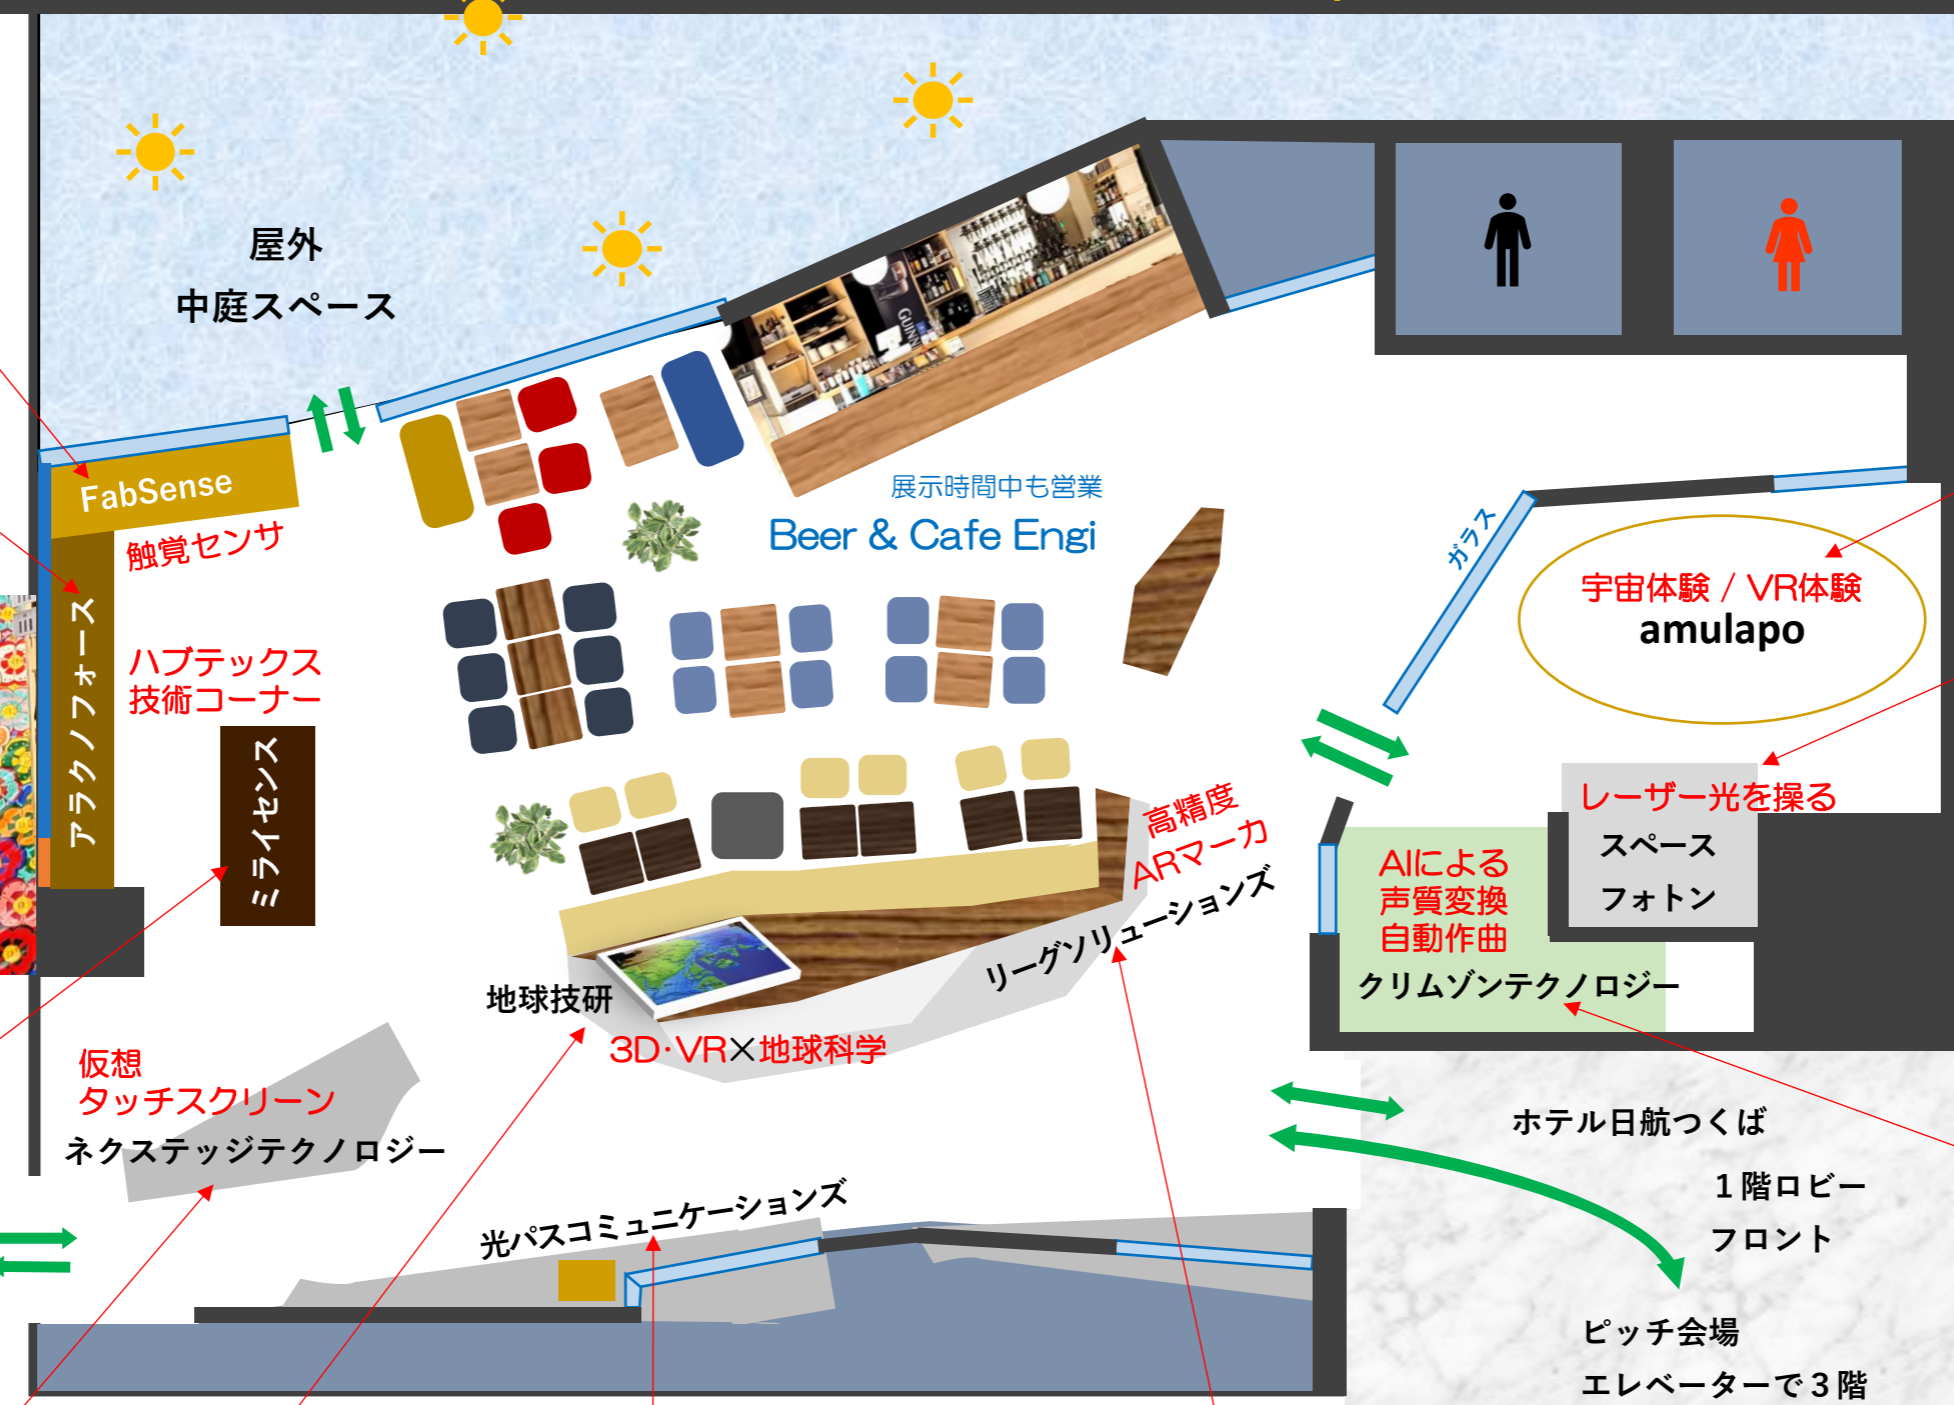 屋外
中庭スペース
GUIN
FabSense
触覚センサ
アラクノフォース
ハプテックス
技術コーナー
ミライセンス
展示時間中も営業
Beer & Cafe Engi
ガラス
宇宙体験 / VR体験
amulapo
レーザー光を操る
スペース
フォトン
AIによる
声質変換
自動作曲
クリムゾンテクノロジー
高精度
ARマーカ
リーグソリューションズ
地球技研
3D·VR×地球科学
仮想
タッチスクリーン
ネクステッジテクノロジー
光パスコミュニケーションズ
ホテル日航つくば
１階ロビー
フロント
ピッチ会場
エレベーターで３階